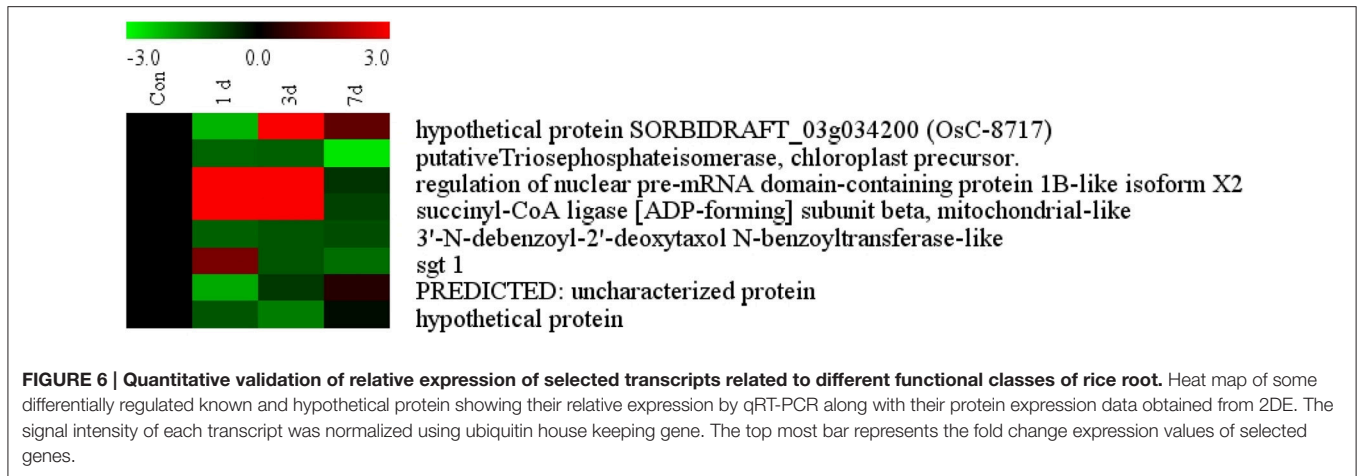 -3.0 0.0 3.0
Con 1 d 3d 7d
hypothetical protein SORBIDRAFT_03g034200 (OsC-8717)
putativeTriosephosphateisomerase, chloroplast precursor.
regulation of nuclear pre-mRNA domain-containing protein 1B-like isoform X2
succinyl-CoA ligase [ADP-forming] subunit beta, mitochondrial-like
3'-N-debenzoyl-2'-deoxytaxol N-benzoyltransferase-like
sgt 1
PREDICTED: uncharacterized protein
hypothetical protein
FIGURE 6 | Quantitative validation of relative expression of selected transcripts related to different functional classes of rice root. Heat map of some
differentially regulated known and hypothetical protein showing their relative expression by qRT-PCR along with their protein expression data obtained from 2DE. The
signal intensity of each transcript was normalized using ubiquitin house keeping gene. The top most bar represents the fold change expression values of selected
genes.